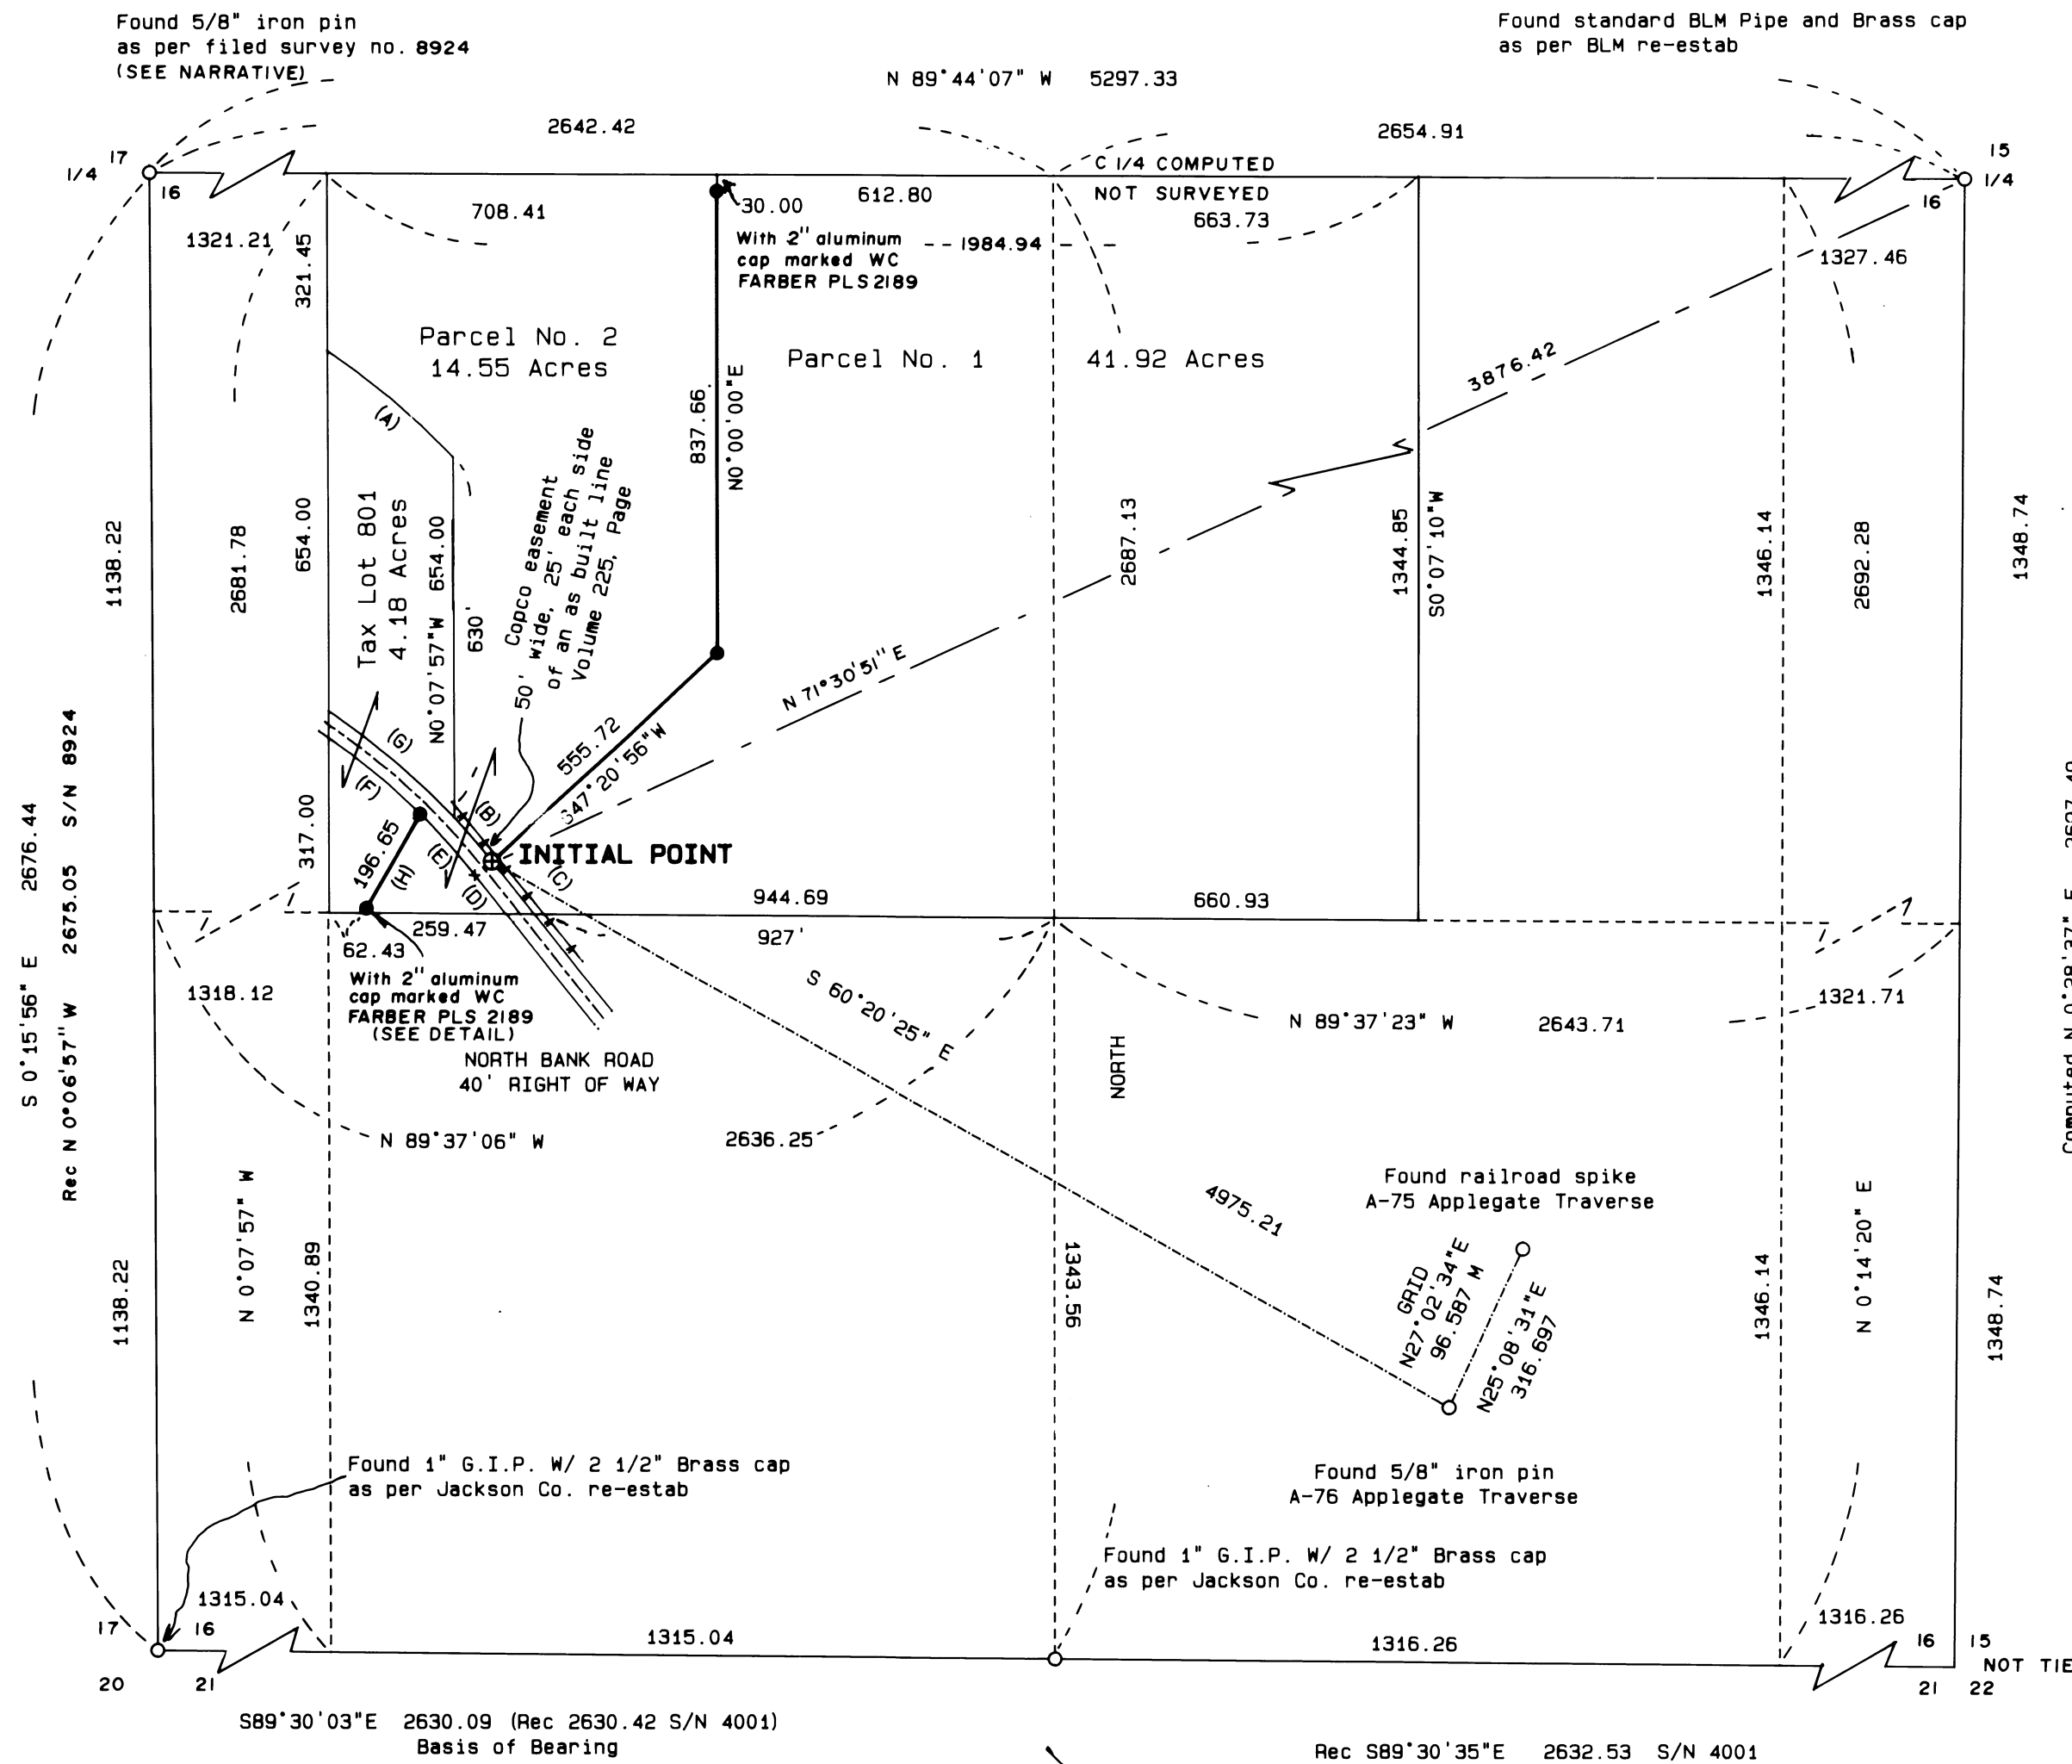 Found 5/8" iron pin
as per filed survey no. 8924
(SEE NARRATIVE)
Found standard BLM Pipe and Brass cap
as per BLM re-estab
N 89°44'07" W 5297.33
2642.42
2654.91
17
1/4
16
C 1/4 COMPUTED
NOT SURVEYED
15
1/4
16
708.41
30.00
612.80
663.73
1321.21
With 2" aluminum
cap marked WC
FARBER PLS 2189
1984.94
1327.46
321.45
Parcel No. 2
14.55 Acres
Parcel No. 1 41.92 Acres
3876.42
(A)
837.66
N0°00'00"E
Copco easement
50' wide, 25' each side
of an as built line
Volume 225, Page
Tax Lot 801
4.18 Acres
654.00
N0°07'57"W 654.00
630'
1138.22
2681.78
2687.13
1344.85
S0°07'10"W
1346.14
2692.28
1348.74
N 71°30'51" E
555.72
S47°20'56"W
(G)
(F)
(B)
(E)
(D)
(C)
(H)
196.65
317.00
INITIAL POINT
S 0°15'56" E 2676.44
Rec N 0°06'57" W 2675.05 S/N 8924
944.69
660.93
259.47
62.43
927'
With 2" aluminum
cap marked WC
FARBER PLS 2189
(SEE DETAIL)
1318.12
S 60°20'25" E
N 89°37'23" W 2643.71
1321.71
NORTH BANK ROAD
40' RIGHT OF WAY
NORTH
N 89°37'06" W 2636.25
Computed N 0°38'37" E
Found railroad spike
A-75 Applegate Traverse
4975.21
GRID
N27°02'34"E
96.587 M
N25°08'31"E
316.697
1138.22
N 0°07'57" W
1340.89
1343.56
1346.14
N 0°14'20" E
1348.74
Found 1" G.I.P. W/ 2 1/2" Brass cap
as per Jackson Co. re-estab
Found 5/8" iron pin
A-76 Applegate Traverse
Found 1" G.I.P. W/ 2 1/2" Brass cap
as per Jackson Co. re-estab
1315.04
17
16
1315.04
1316.26
1316.26
16
15
NOT TIE
20
21
21
22
S89°30'03"E 2630.09 (Rec 2630.42 S/N 4001)
Basis of Bearing
Rec S89°30'35"E 2632.53 S/N 4001